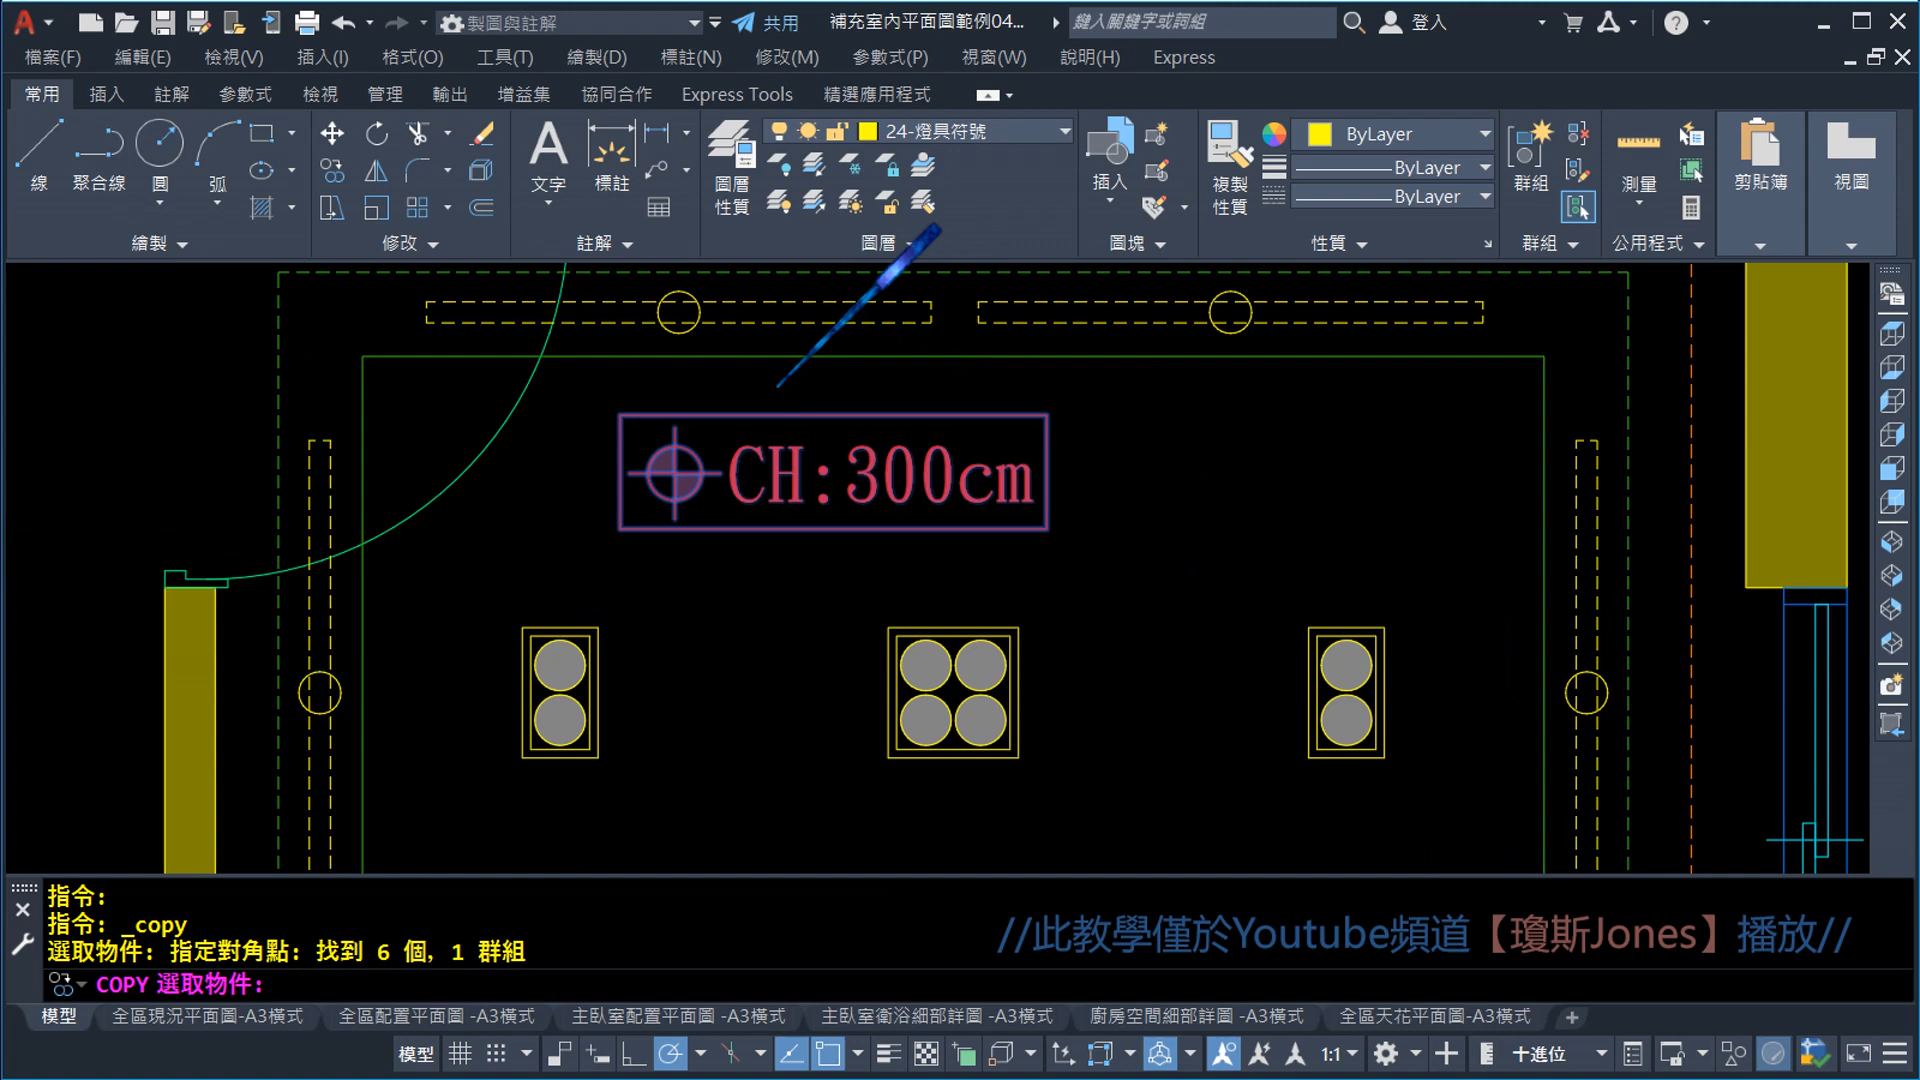 A 製圖與註解 共用 補充室內平面圖範例04... 鍵入關鍵字或詞組 登入
檔案(F) 編輯(E) 檢視(V) 插入(I) 格式(O) 工具(T) 繪製(D) 標註(N) 修改(M) 參數式(P) 視窗(W) 說明(H) Express
常用 插入 註解 參數式 檢視 管理 輸出 增益集 協同合作 Express Tools 精選應用程式
24-燈具符號
ByLayer
ByLayer
ByLayer
線 聚合線 圓 弧 文字 標註 圖層 性質 插入 複製 性質 群組 測量 剪貼簿 視圖
繪製 修改 註解 圖層 圖塊 性質 群組 公用程式
CH:300cm
指令:
指令: _copy
選取物件: 指定對角點: 找到 6 個, 1 群組
COPY 選取物件:
//此教學僅於Youtube頻道【瓊斯Jones】播放//
模型 全區現況平面圖-A3橫式 全區配置平面圖 -A3橫式 主臥室配置平面圖 -A3橫式 主臥室衛浴細部詳圖 -A3橫式 廚房空間細部詳圖 -A3橫式 全區天花平面圖-A3橫式
模型 1:1 十進位